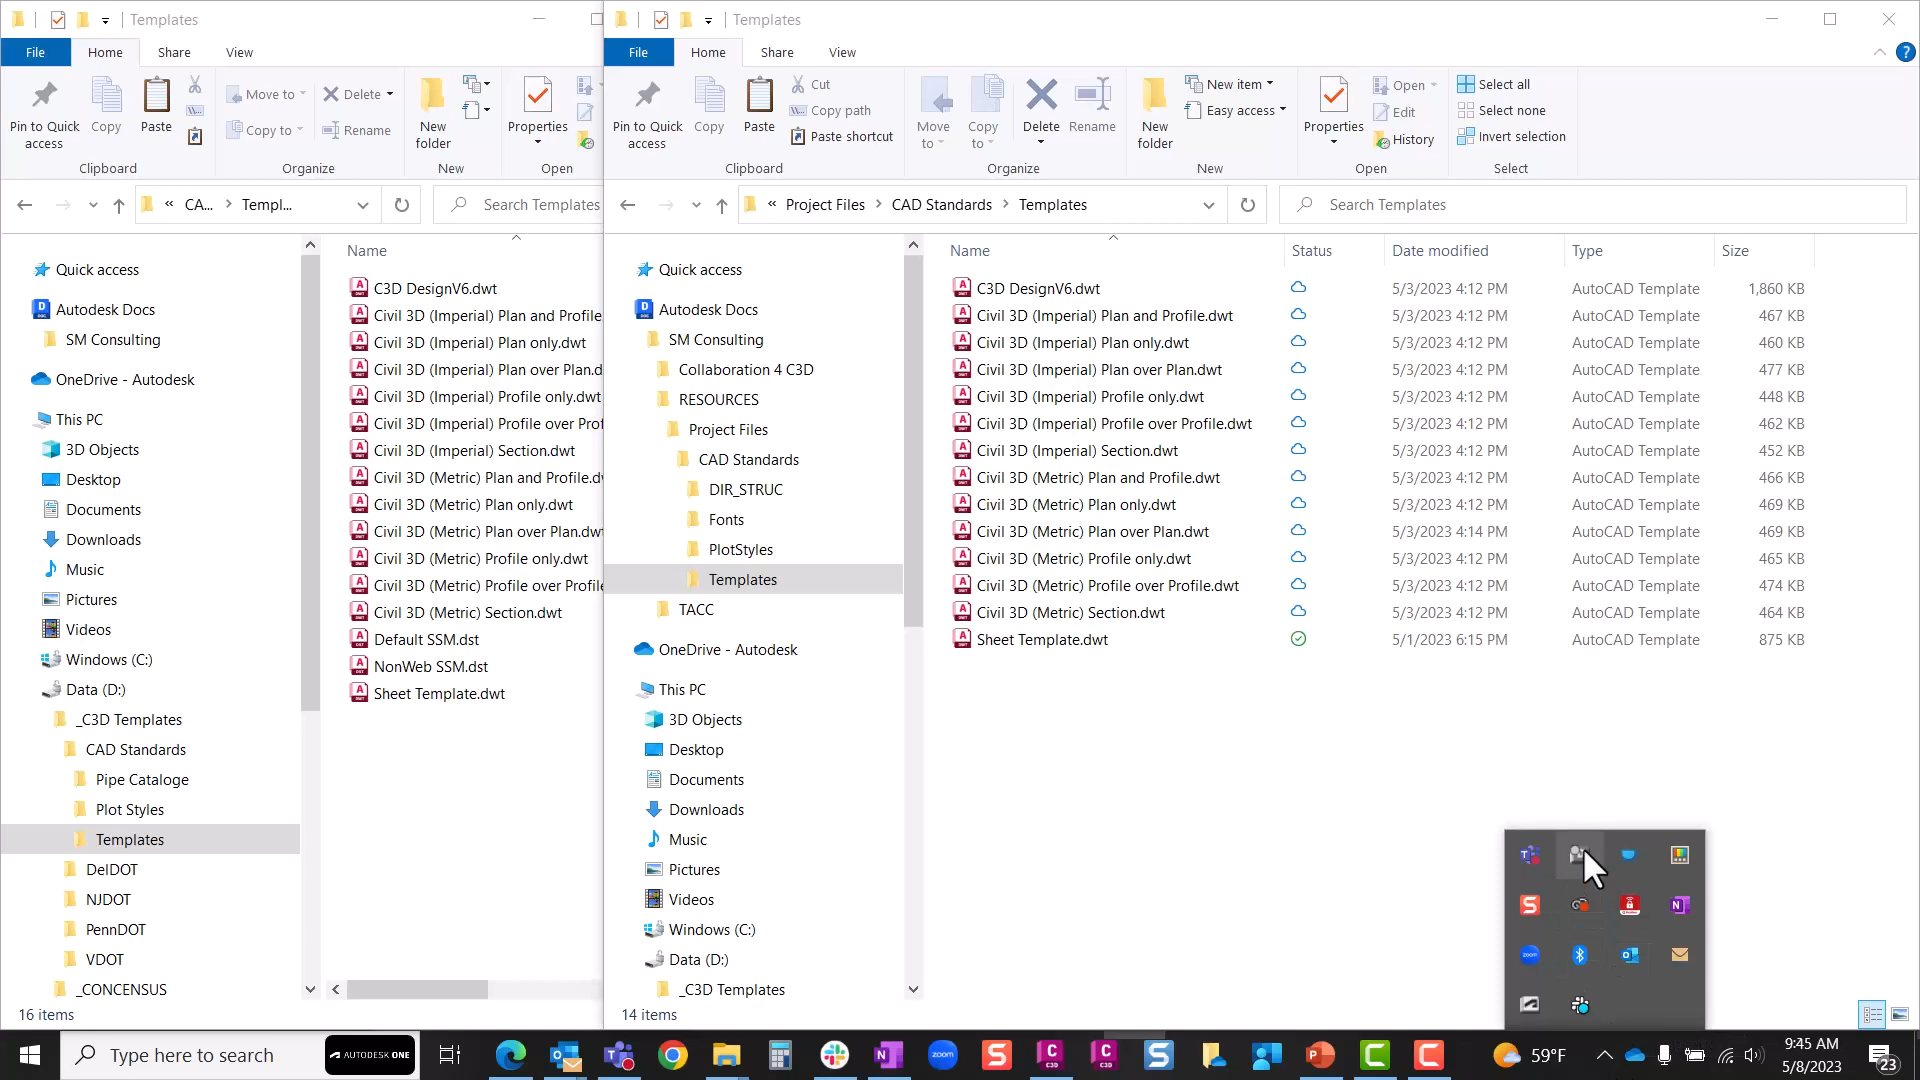 Templates
File
Home
Share
View
Pin to Quick access
Copy
Paste
Clipboard
Move to
Copy to
Delete
Rename
Organize
New folder
New
Properties
Open
CA...
Templ...
Search Templates
Quick access
Autodesk Docs
SM Consulting
OneDrive - Autodesk
This PC
3D Objects
Desktop
Documents
Downloads
Music
Pictures
Videos
Windows (C:)
Data (D:)
_C3D Templates
CAD Standards
Pipe Cataloge
Plot Styles
Templates
DelDOT
NJDOT
PennDOT
VDOT
_CONCENSUS
Name
C3D DesignV6.dwt
Civil 3D (Imperial) Plan and Profile.
Civil 3D (Imperial) Plan only.dwt
Civil 3D (Imperial) Plan over Plan.d
Civil 3D (Imperial) Profile only.dwt
Civil 3D (Imperial) Profile over Prof
Civil 3D (Imperial) Section.dwt
Civil 3D (Metric) Plan and Profile.d
Civil 3D (Metric) Plan only.dwt
Civil 3D (Metric) Plan over Plan.dwt
Civil 3D (Metric) Profile only.dwt
Civil 3D (Metric) Profile over Profile
Civil 3D (Metric) Section.dwt
Default SSM.dst
NonWeb SSM.dst
Sheet Template.dwt
16 items
Templates
File
Home
Share
View
?
Pin to Quick access
Copy
Paste
Cut
Copy path
Paste shortcut
Clipboard
Move to
Copy to
Delete
Rename
Organize
New folder
New item
Easy access
New
Properties
Open
Edit
History
Open
Select all
Select none
Invert selection
Select
Project Files
CAD Standards
Templates
Search Templates
Quick access
Autodesk Docs
SM Consulting
Collaboration 4 C3D
RESOURCES
Project Files
CAD Standards
DIR_STRUC
Fonts
PlotStyles
Templates
TACC
OneDrive - Autodesk
This PC
3D Objects
Desktop
Documents
Downloads
Music
Pictures
Videos
Windows (C:)
Data (D:)
_C3D Templates
Name Status Date modified Type Size
C3D DesignV6.dwt 5/3/2023 4:12 PM AutoCAD Template 1,860 KB
Civil 3D (Imperial) Plan and Profile.dwt 5/3/2023 4:12 PM AutoCAD Template 467 KB
Civil 3D (Imperial) Plan only.dwt 5/3/2023 4:12 PM AutoCAD Template 460 KB
Civil 3D (Imperial) Plan over Plan.dwt 5/3/2023 4:12 PM AutoCAD Template 477 KB
Civil 3D (Imperial) Profile only.dwt 5/3/2023 4:12 PM AutoCAD Template 448 KB
Civil 3D (Imperial) Profile over Profile.dwt 5/3/2023 4:12 PM AutoCAD Template 462 KB
Civil 3D (Imperial) Section.dwt 5/3/2023 4:12 PM AutoCAD Template 452 KB
Civil 3D (Metric) Plan and Profile.dwt 5/3/2023 4:12 PM AutoCAD Template 466 KB
Civil 3D (Metric) Plan only.dwt 5/3/2023 4:12 PM AutoCAD Template 469 KB
Civil 3D (Metric) Plan over Plan.dwt 5/3/2023 4:14 PM AutoCAD Template 469 KB
Civil 3D (Metric) Profile only.dwt 5/3/2023 4:12 PM AutoCAD Template 465 KB
Civil 3D (Metric) Profile over Profile.dwt 5/3/2023 4:12 PM AutoCAD Template 474 KB
Civil 3D (Metric) Section.dwt 5/3/2023 4:12 PM AutoCAD Template 464 KB
Sheet Template.dwt 5/1/2023 6:15 PM AutoCAD Template 875 KB
14 items
Type here to search
AUTODESK ONE
zoom
59°F
9:45 AM
5/8/2023
23